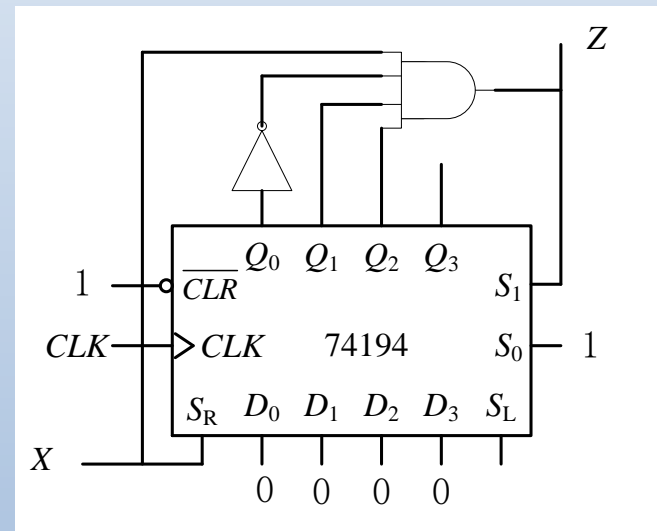 Z
Q0 Q1 Q2 Q3
1 CLR S1
CLK CLK 74194 S0 1
SR D0 D1 D2 D3 SL
X
0 0 0 0